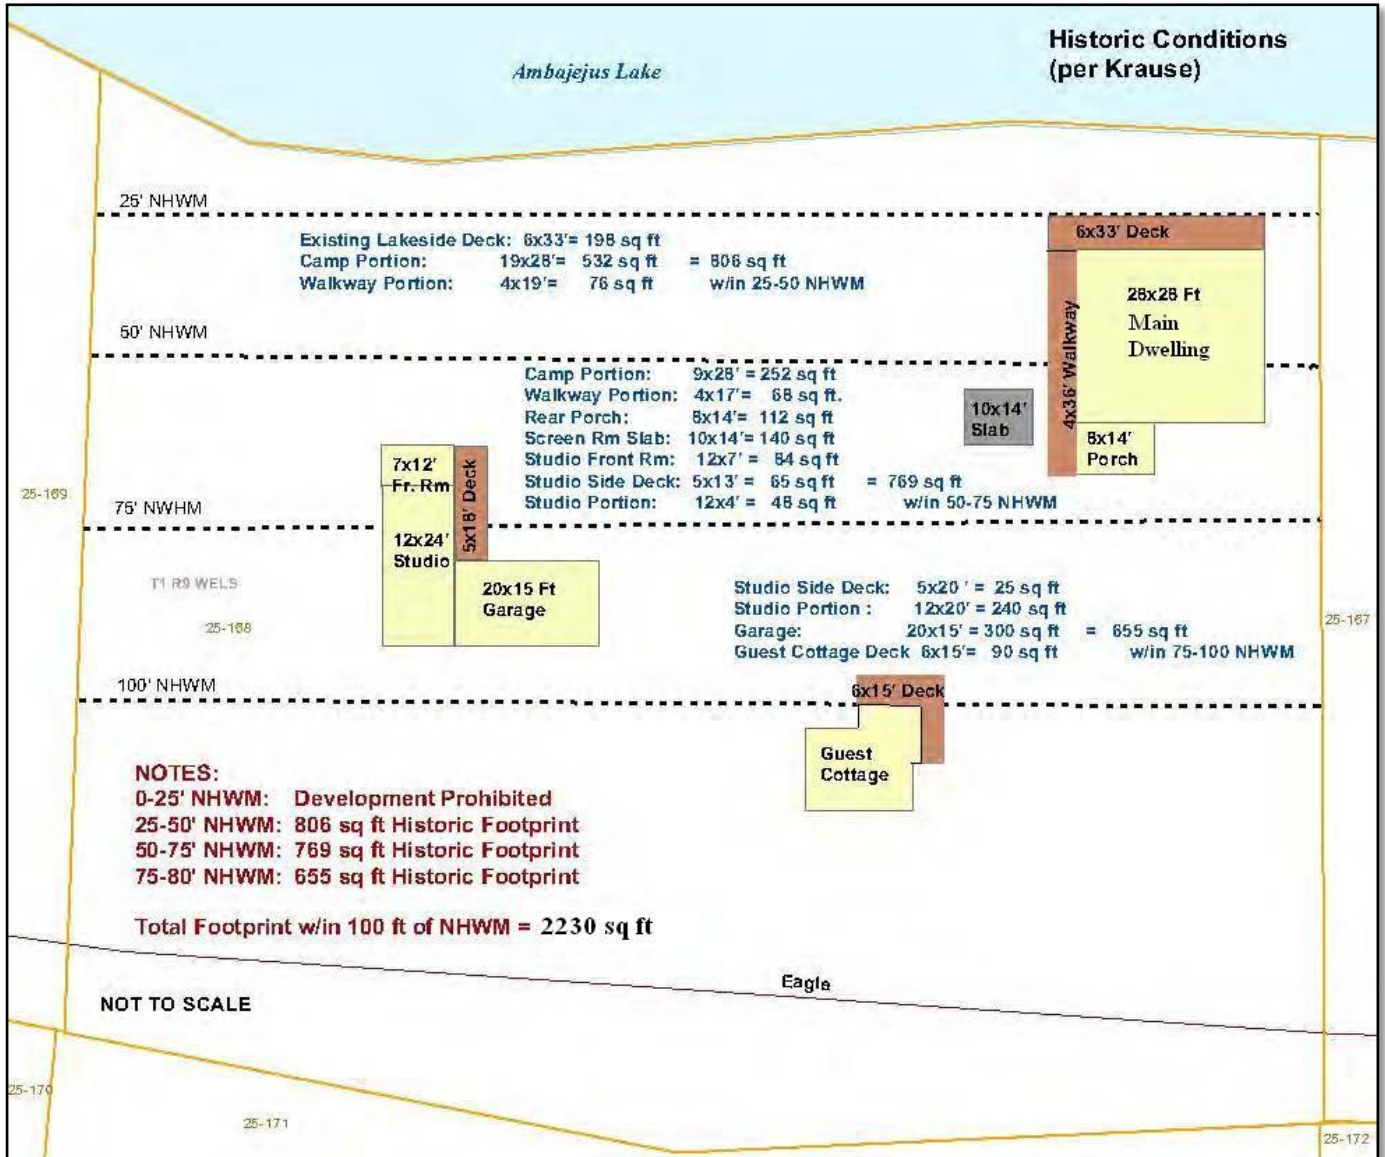 Historic Conditions
(per Krause)
Ambajejus Lake
25' NHWM
6x33' Deck
Existing Lakeside Deck: 6x33'= 198 sq ft
Camp Portion: 19x28'= 532 sq ft = 806 sq ft
Walkway Portion: 4x19'= 76 sq ft w/in 25-50 NHWM
28x28 Ft
Main
Dwelling
4x36' Walkway
50' NHWM
Camp Portion: 9x28' = 252 sq ft
Walkway Portion: 4x17'= 68 sq ft.
Rear Porch: 8x14'= 112 sq ft
Screen Rm Slab: 10x14'= 140 sq ft
Studio Front Rm: 12x7' = 84 sq ft
Studio Side Deck: 5x13' = 65 sq ft = 769 sq ft
Studio Portion: 12x4' = 48 sq ft w/in 50-75 NHWM
10x14'
Slab
8x14'
Porch
7x12'
Fr. Rm
5x18' Deck
25-169
75' NWHM
12x24'
Studio
20x15 Ft
Garage
T1 R9 WELS
25-168
Studio Side Deck: 5x20 ' = 25 sq ft
Studio Portion : 12x20' = 240 sq ft
Garage: 20x15' = 300 sq ft = 655 sq ft
Guest Cottage Deck 6x15'= 90 sq ft w/in 75-100 NHWM
25-167
100' NHWM
6x15' Deck
Guest
Cottage
NOTES:
0-25' NHWM: Development Prohibited
25-50' NHWM: 806 sq ft Historic Footprint
50-75' NHWM: 769 sq ft Historic Footprint
75-80' NHWM: 655 sq ft Historic Footprint
Total Footprint w/in 100 ft of NHWM = 2230 sq ft
Eagle
NOT TO SCALE
25-170
25-171
25-172